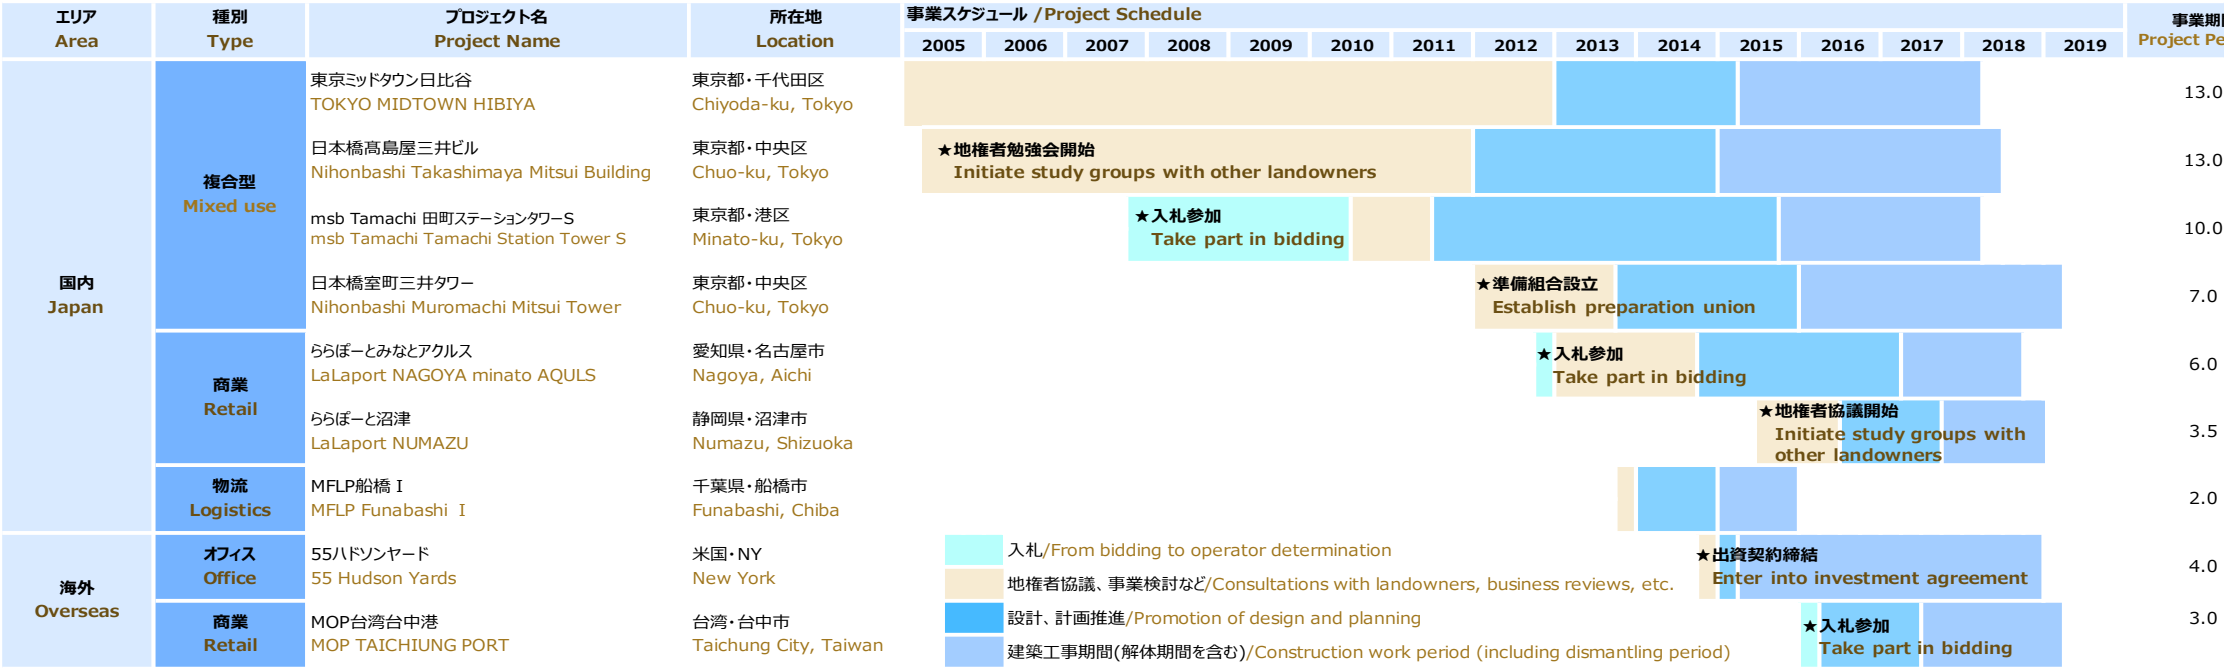 エリア
Area
種別
Type
プロジェクト名
Project Name
所在地
Location
事業スケジュール /Project Schedule
2005 2006 2007 2008 2009 2010 2011 2012 2013 2014 2015 2016 2017 2018 2019
事業期
Project Pe
国内
Japan
複合型
Mixed use
東京ミッドタウン日比谷
TOKYO MIDTOWN HIBIYA
東京都・千代田区
Chiyoda-ku, Tokyo
13.0
日本橋髙島屋三井ビル
Nihonbashi Takashimaya Mitsui Building
東京都・中央区
Chuo-ku, Tokyo
★地権者勉強会開始
Initiate study groups with other landowners
13.0
msb Tamachi 田町ステーションタワーS
msb Tamachi Tamachi Station Tower S
東京都・港区
Minato-ku, Tokyo
★入札参加
Take part in bidding
10.0
日本橋室町三井タワー
Nihonbashi Muromachi Mitsui Tower
東京都・中央区
Chuo-ku, Tokyo
★準備組合設立
Establish preparation union
7.0
商業
Retail
ららぽーとみなとアクルス
LaLaport NAGOYA minato AQULS
愛知県・名古屋市
Nagoya, Aichi
★入札参加
Take part in bidding
6.0
ららぽーと沼津
LaLaport NUMAZU
静岡県・沼津市
Numazu, Shizuoka
★地権者協議開始
Initiate study groups with
other landowners
3.5
物流
Logistics
MFLP船橋Ⅰ
MFLP Funabashi Ⅰ
千葉県・船橋市
Funabashi, Chiba
2.0
海外
Overseas
オフィス
Office
55ハドソンヤード
55 Hudson Yards
米国・NY
New York
★出資契約締結
Enter into investment agreement
4.0
商業
Retail
MOP台湾台中港
MOP TAICHIUNG PORT
台湾・台中市
Taichung City, Taiwan
★入札参加
Take part in bidding
3.0
入札/From bidding to operator determination
地権者協議、事業検討など/Consultations with landowners, business reviews, etc.
設計、計画推進/Promotion of design and planning
建築工事期間(解体期間を含む)/Construction work period (including dismantling period)